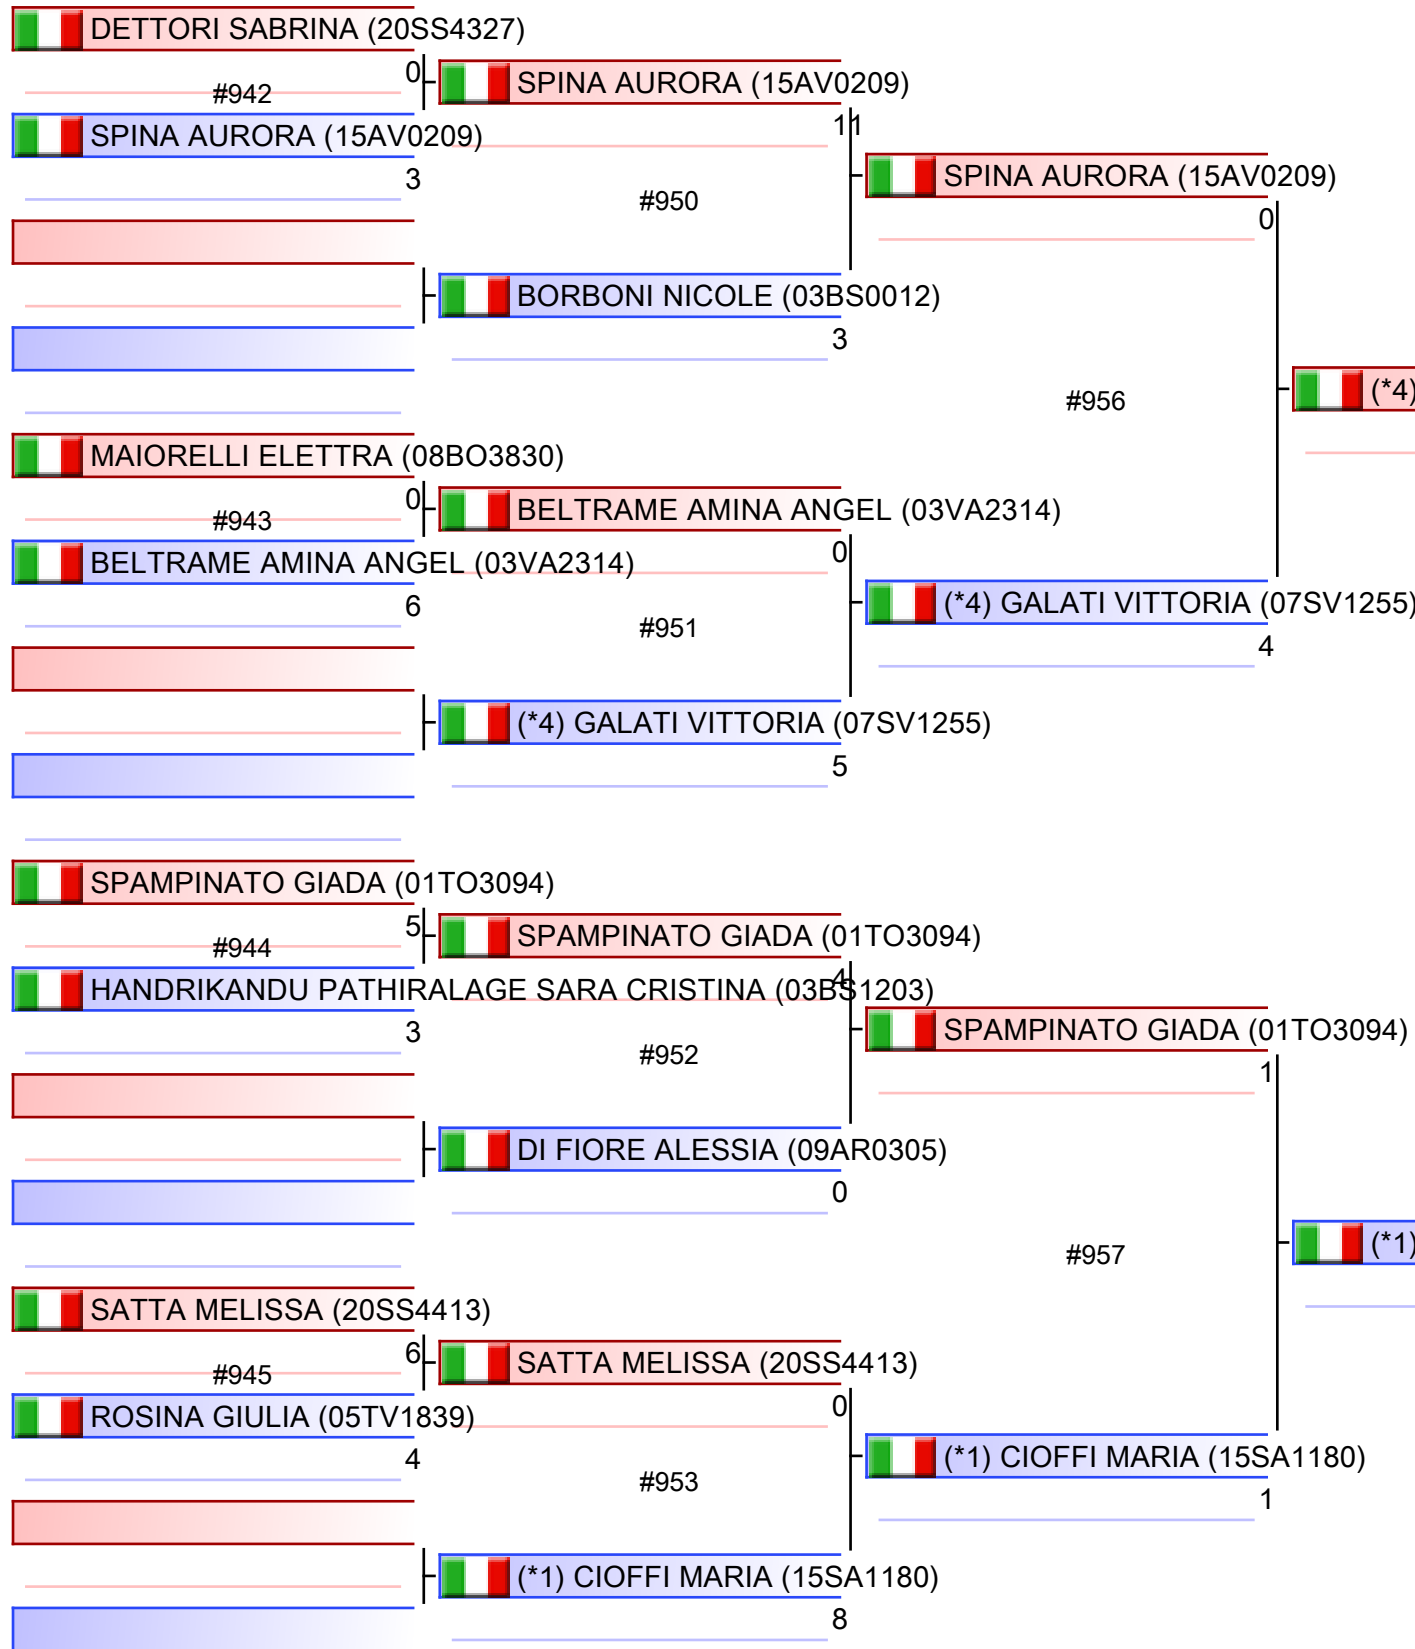 DETTORI SABRINA (20SS4327)
0
#942
SPINA AURORA (15AV0209)
3
SPINA AURORA (15AV0209)
11
#950
BORBONI NICOLE (03BS0012)
3
SPINA AURORA (15AV0209)
0
#956
MAIORELLI ELETTRA (08BO3830)
0
#943
BELTRAME AMINA ANGEL (03VA2314)
6
BELTRAME AMINA ANGEL (03VA2314)
0
#951
(*4) GALATI VITTORIA (07SV1255)
5
(*4) GALATI VITTORIA (07SV1255)
4
(*4)
SPAMPINATO GIADA (01TO3094)
5
#944
HANDRIKANDU PATHIRALAGE SARA CRISTINA (03BS1203)
3
SPAMPINATO GIADA (01TO3094)
4
#952
DI FIORE ALESSIA (09AR0305)
0
SPAMPINATO GIADA (01TO3094)
1
#957
SATTA MELISSA (20SS4413)
6
#945
ROSINA GIULIA (05TV1839)
4
SATTA MELISSA (20SS4413)
0
#953
(*1) CIOFFI MARIA (15SA1180)
8
(*1) CIOFFI MARIA (15SA1180)
1
(*1)